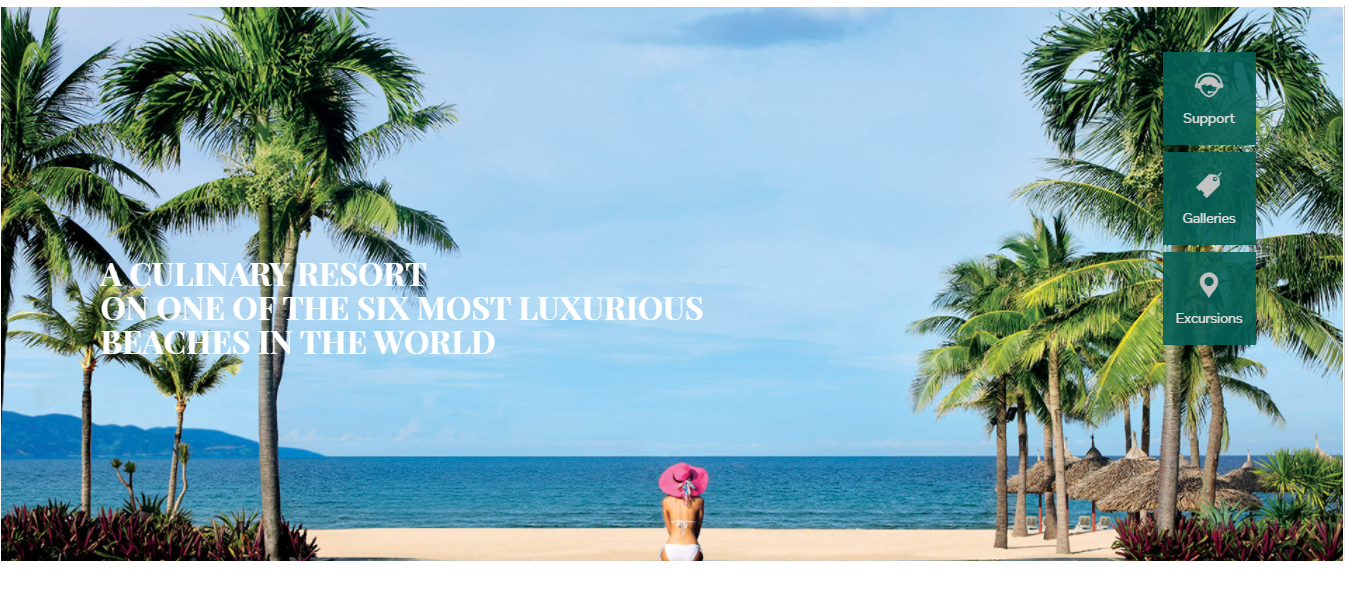 A CULINARY RESORT
ON ONE OF THE SIX MOST LUXURIOUS
BEACHES IN THE WORLD
Support
Galleries
Excursions